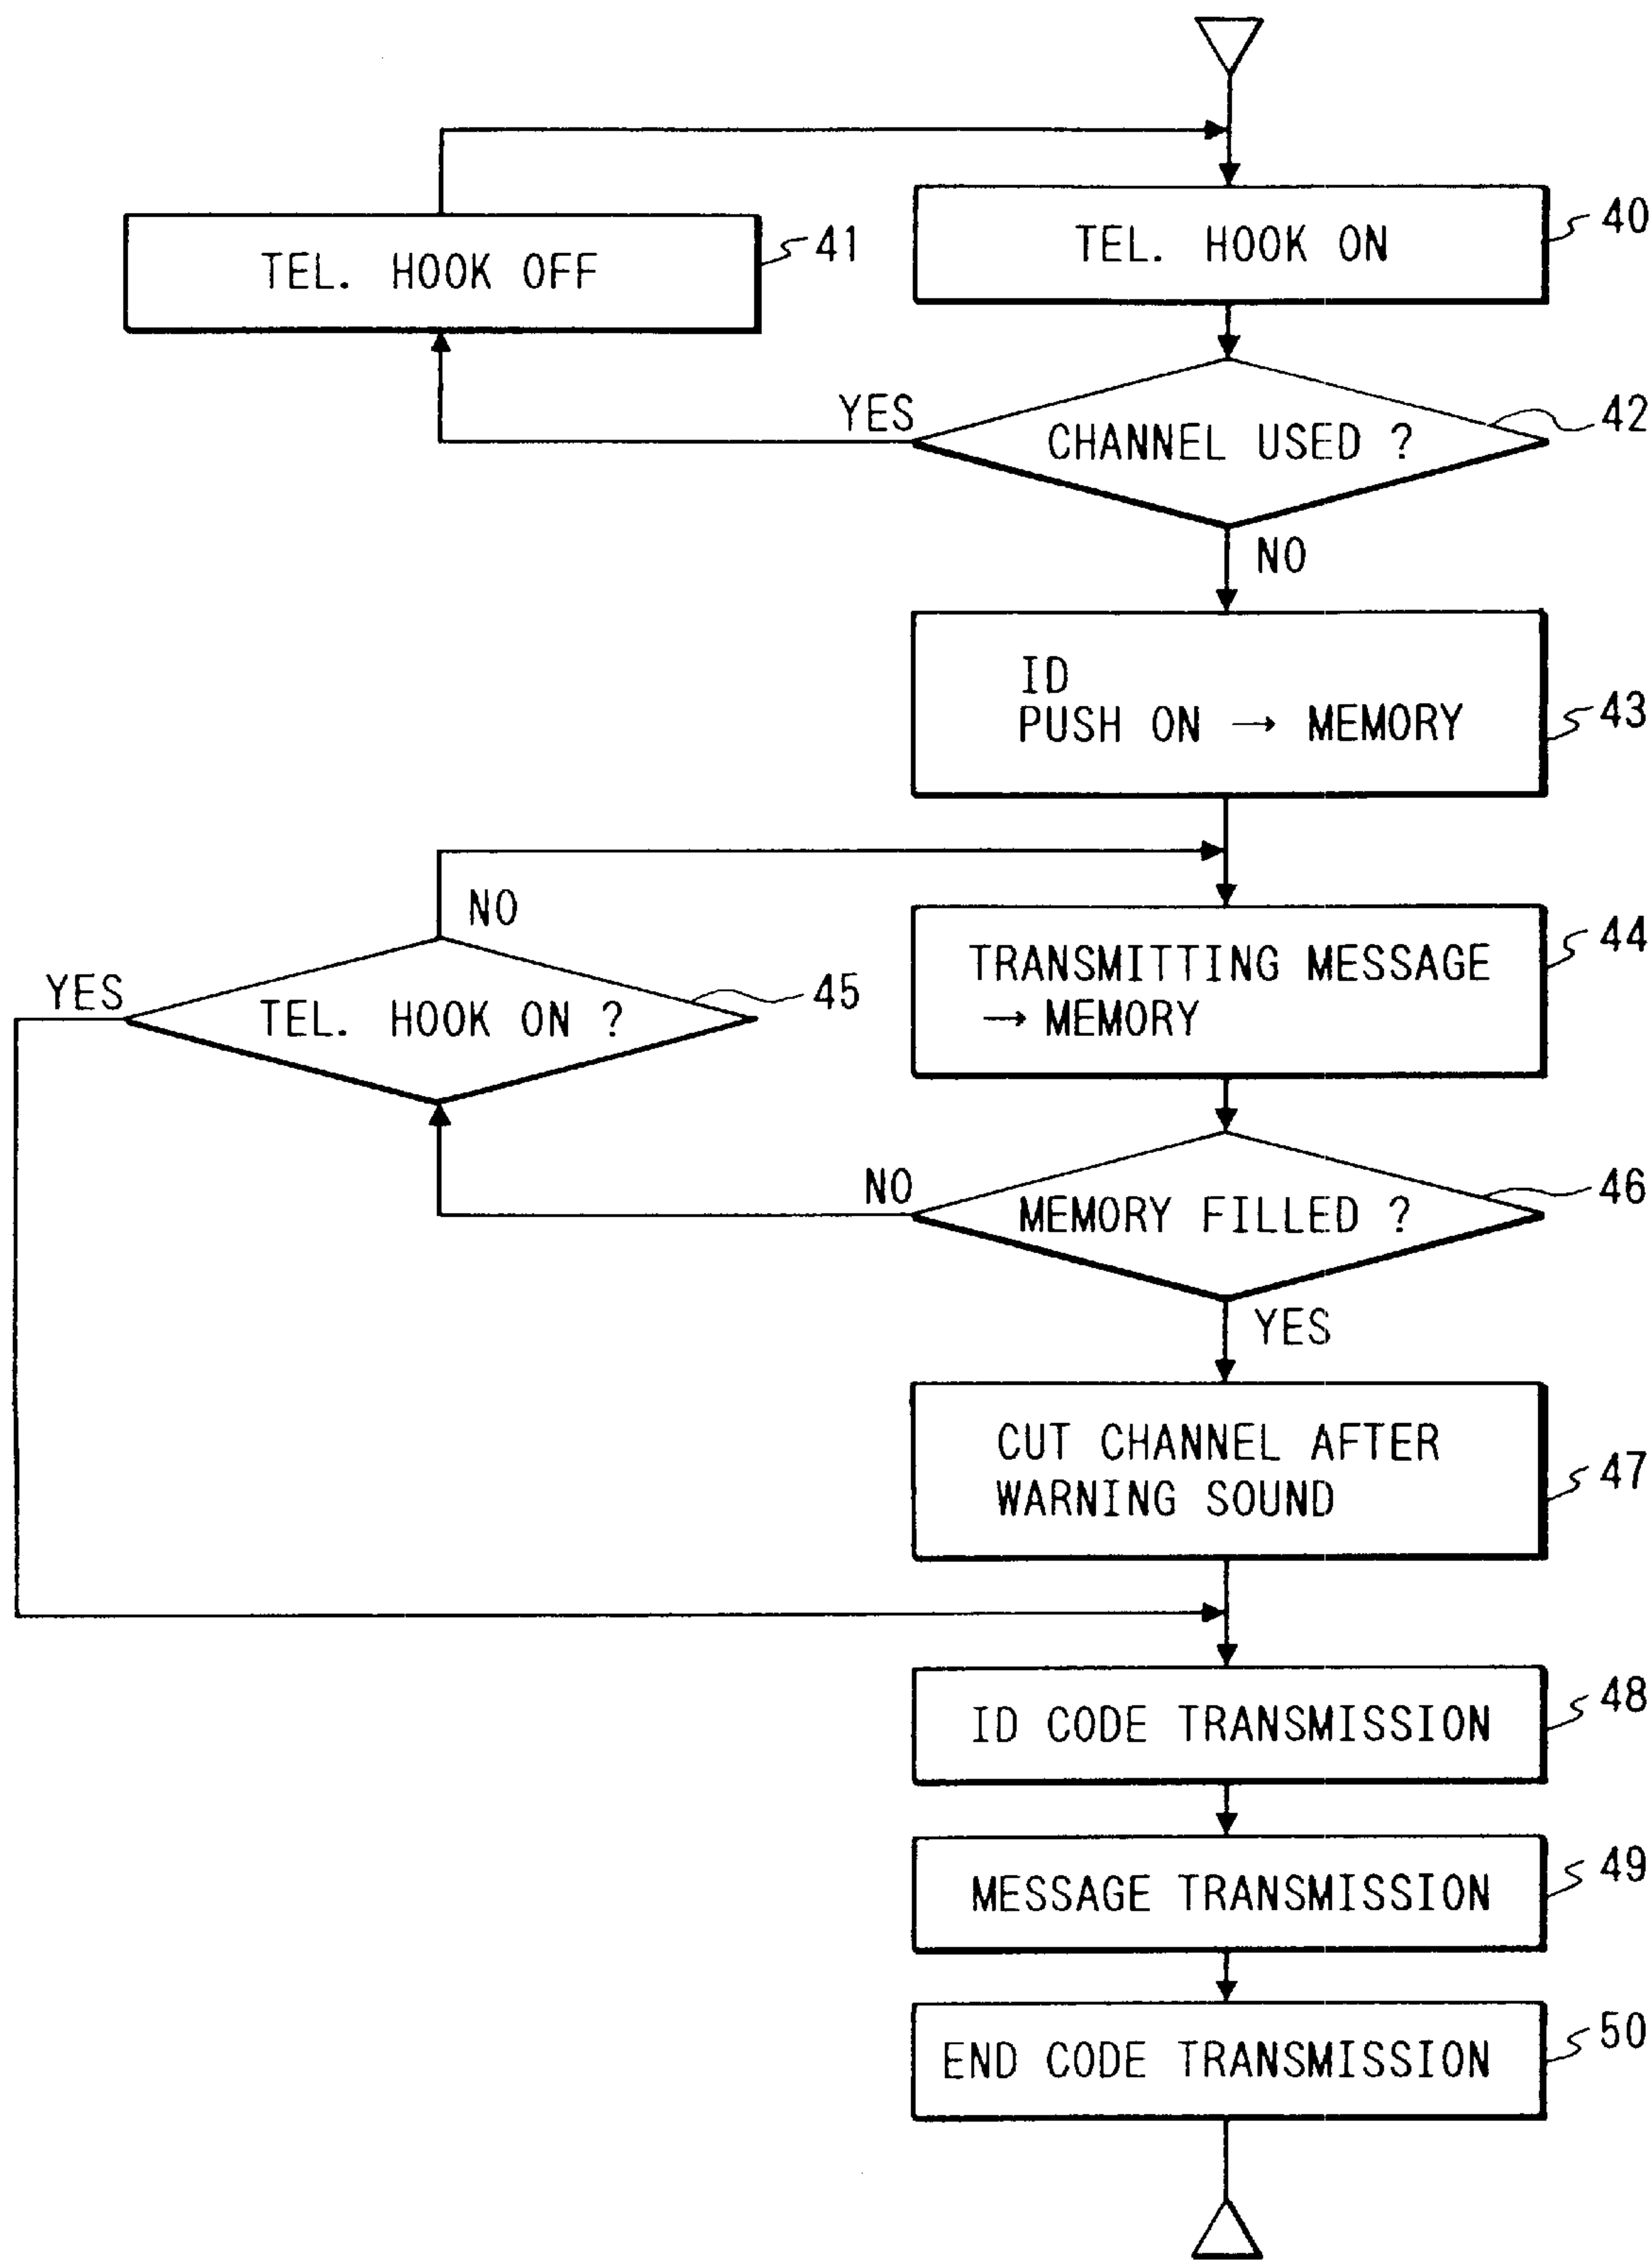 TEL. HOOK ON
40
TEL. HOOK OFF
41
CHANNEL USED ?
42
YES
NO
ID
PUSH ON → MEMORY
43
TRANSMITTING MESSAGE
→ MEMORY
44
NO
YES
TEL. HOOK ON ?
45
NO
MEMORY FILLED ?
46
YES
CUT CHANNEL AFTER
WARNING SOUND
47
ID CODE TRANSMISSION
48
MESSAGE TRANSMISSION
49
END CODE TRANSMISSION
50